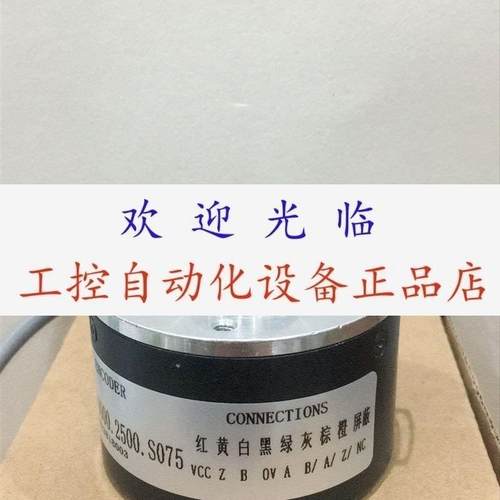 欢迎光临
工控自动化设备正品店
CONNECTIONS
.2500.S075
红 黄 白 黑 绿 灰 棕 橙 屏蔽
VCC Z B 0V A B/ A/ Z/ NC